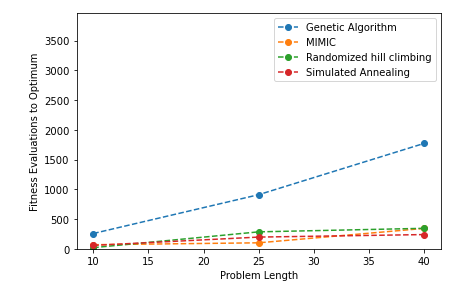 Genetic Algorithm
MIMIC
Randomized hill climbing
Simulated Annealing
Fitness Evaluations to Optimum
3500
3000
2500
2000
1500
1000
500
0
10 15 20 25 30 35 40
Problem Length